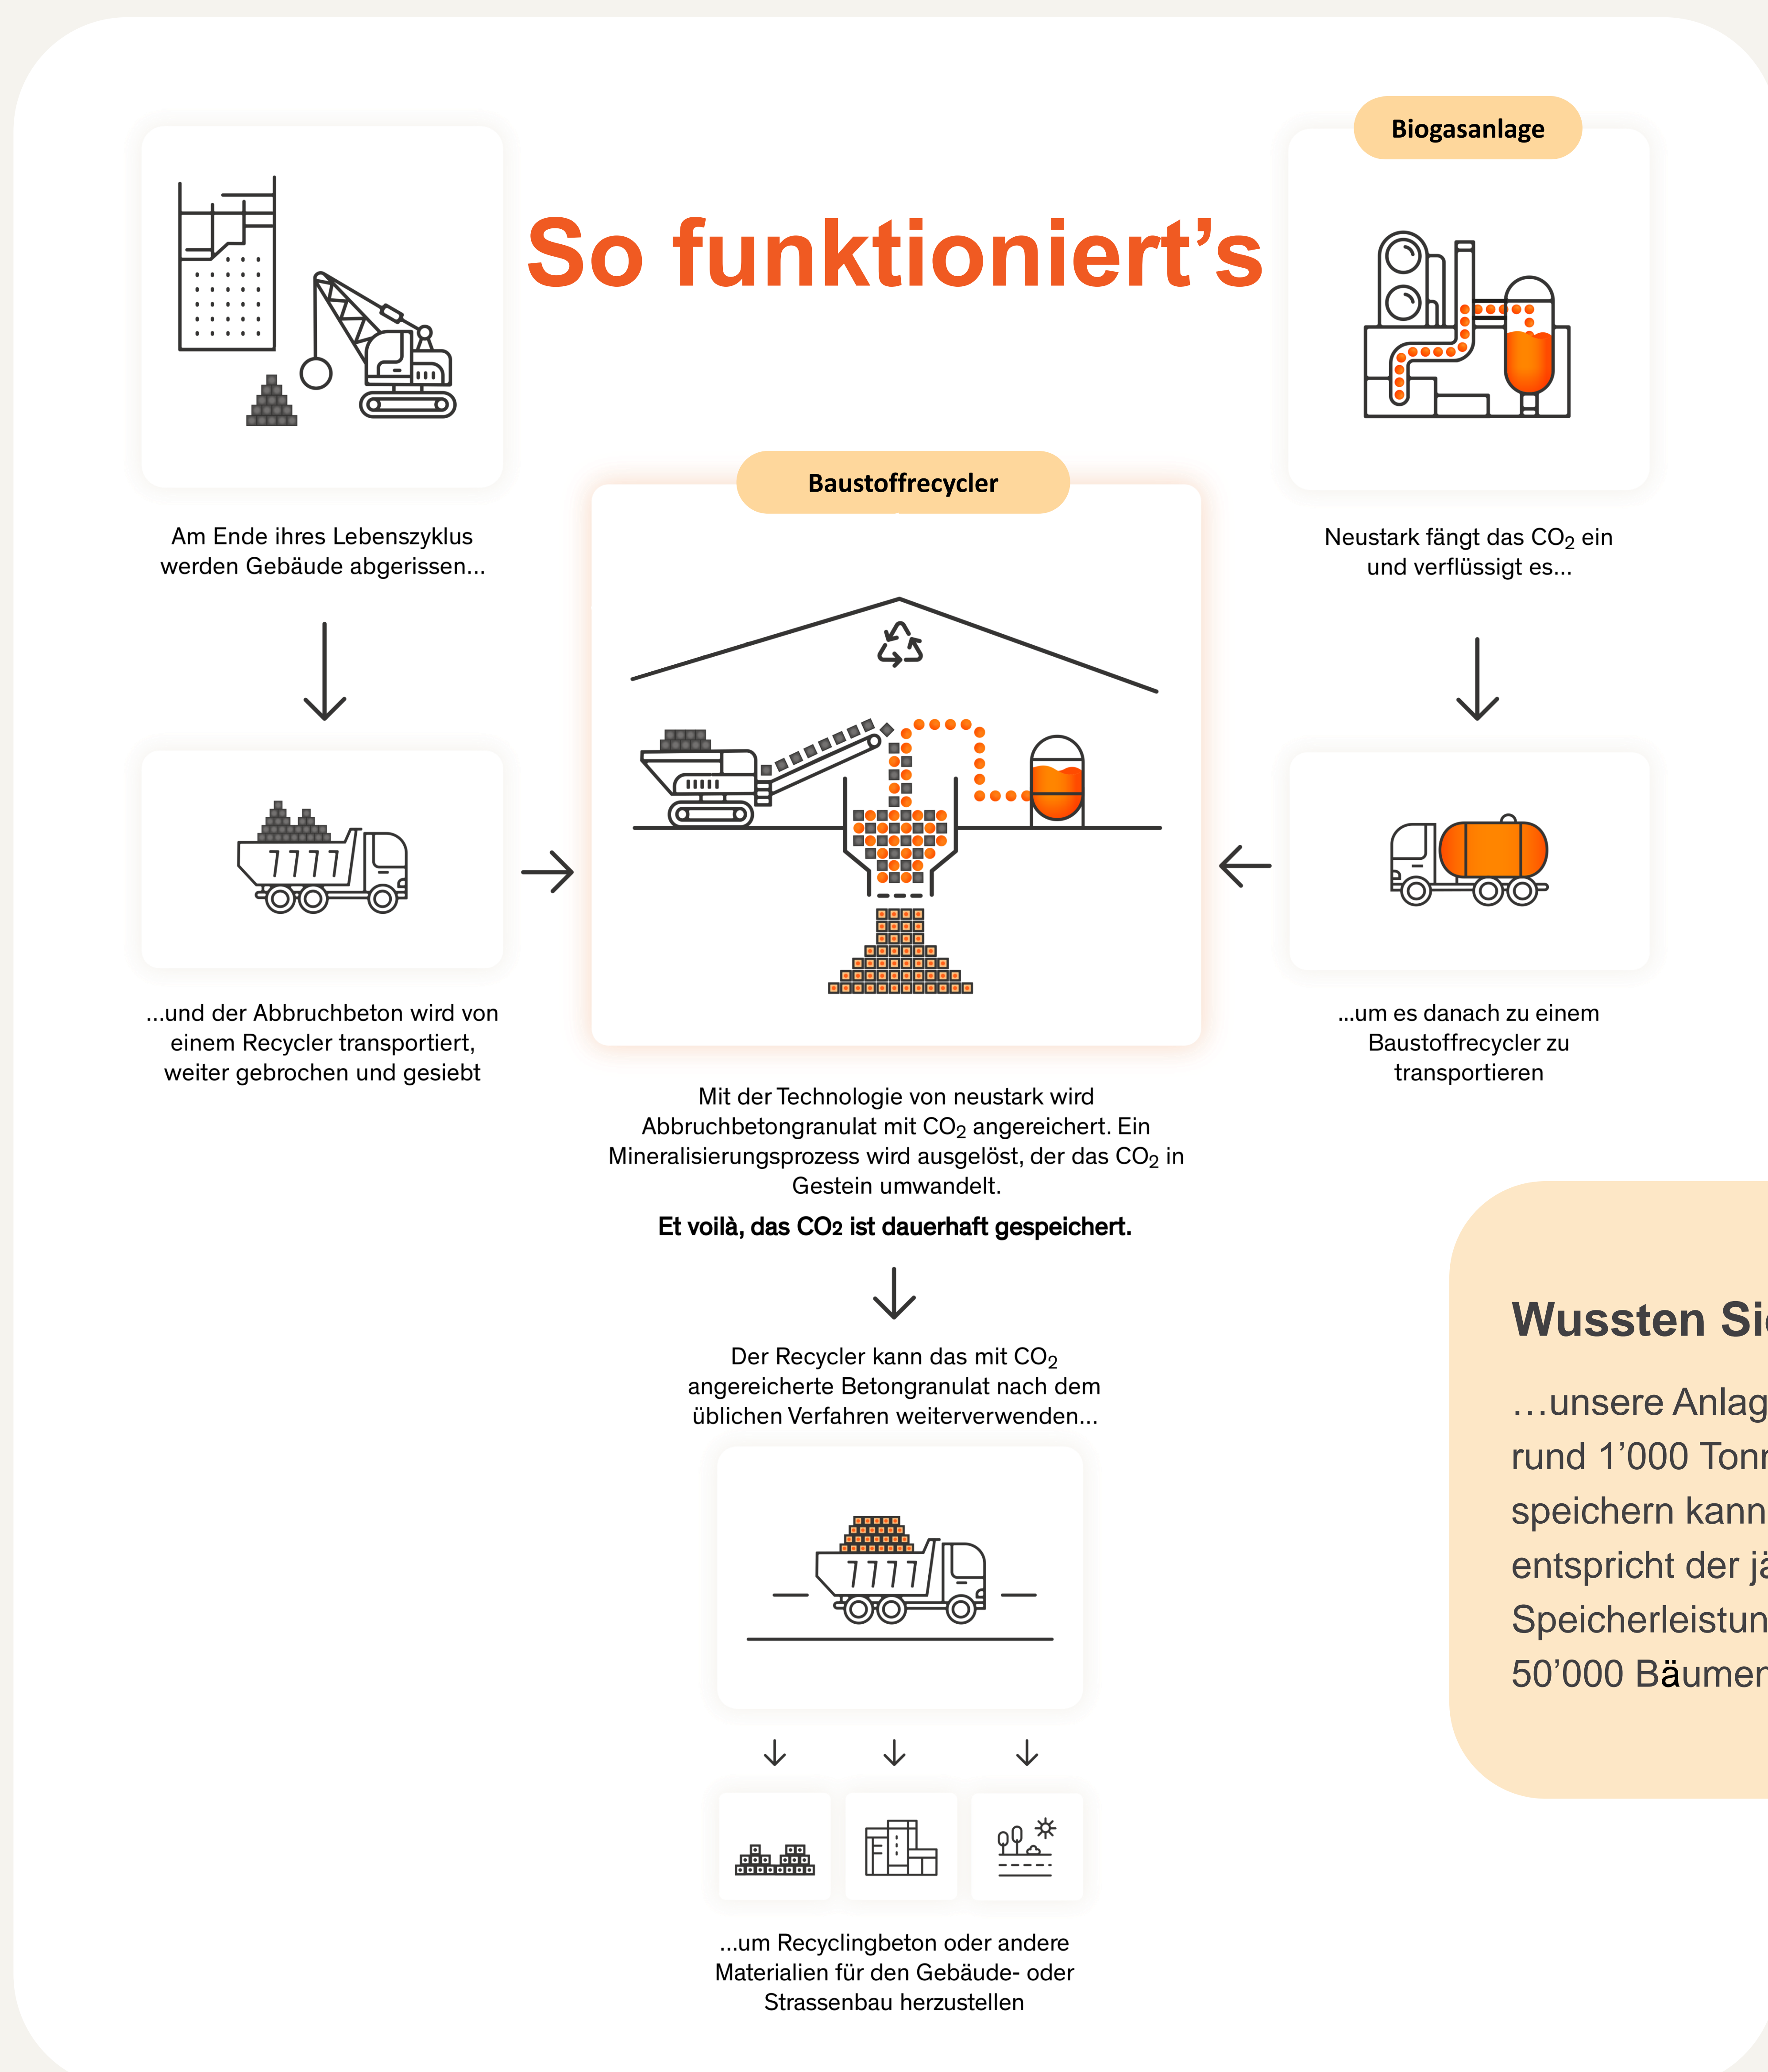 So funktioniert’s
Am Ende ihres Lebenszyklus
werden Gebäude abgerissen...
...und der Abbruchbeton wird von
einem Recycler transportiert,
weiter gebrochen und gesiebt
Biogasanlage
Neustark fängt das CO₂ ein
und verflüssigt es...
...um es danach zu einem
Baustoffrecycler zu
transportieren
Baustoffrecycler
Mit der Technologie von neustark wird
Abbruchbetongranulat mit CO₂ angereichert. Ein
Mineralisierungsprozess wird ausgelöst, der das CO₂ in
Gestein umwandelt.
Et voilà, das CO2 ist dauerhaft gespeichert.
Der Recycler kann das mit CO₂
angereicherte Betongranulat nach dem
üblichen Verfahren weiterverwenden...
...um Recyclingbeton oder andere
Materialien für den Gebäude- oder
Strassenbau herzustellen
Wussten
…unsere
rund 1’000
speichern kann
entspricht der
50’000